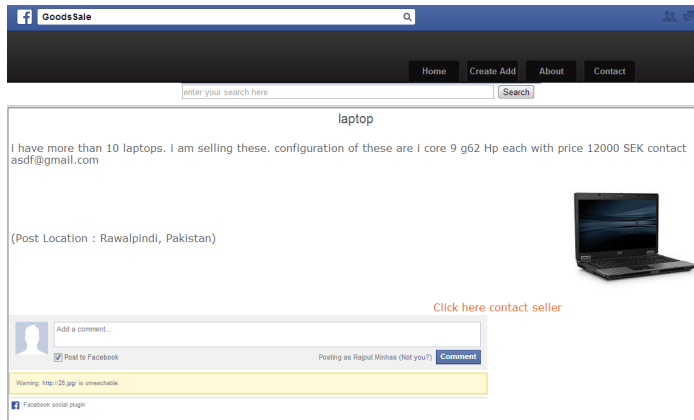 GoodsSale
Home Create Add About Contact
enter your search here Search
laptop
i have more than 10 laptops. i am selling these. configuration of these are i core 9 g62 Hp each with price 12000 SEK contact
asdf@gmail.com
(Post Location : Rawalpindi, Pakistan)
Click here contact seller
Add a comment...
Post to Facebook Posting as Rajput Minhas (Not you?) Comment
Warning: http://25.jpg/ is unreachable.
Facebook social plugin